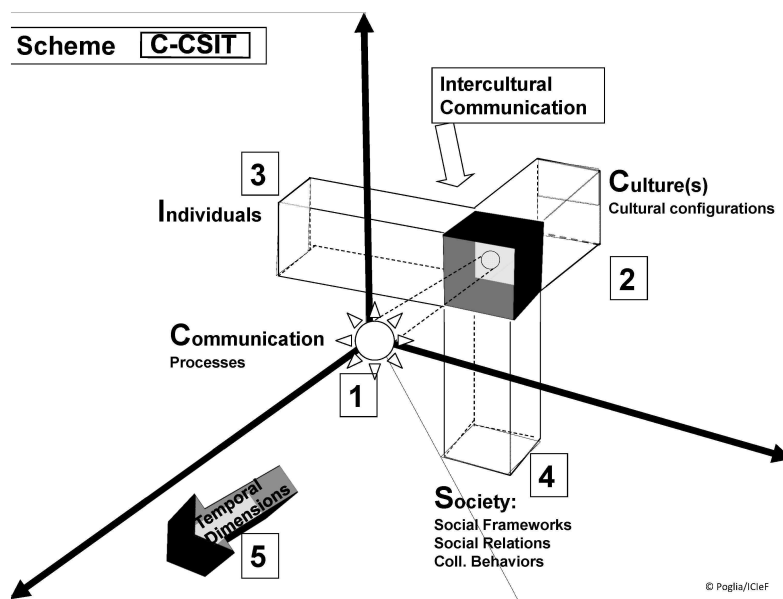 Scheme C-CSIT
Intercultural
Communication
3
Individuals
Culture(s)
Cultural configurations
2
Communication
Processes
1
4
Society:
Social Frameworks
Social Relations
Coll. Behaviors
Temporal
Dimensions
5
© Poglia/ICIeF